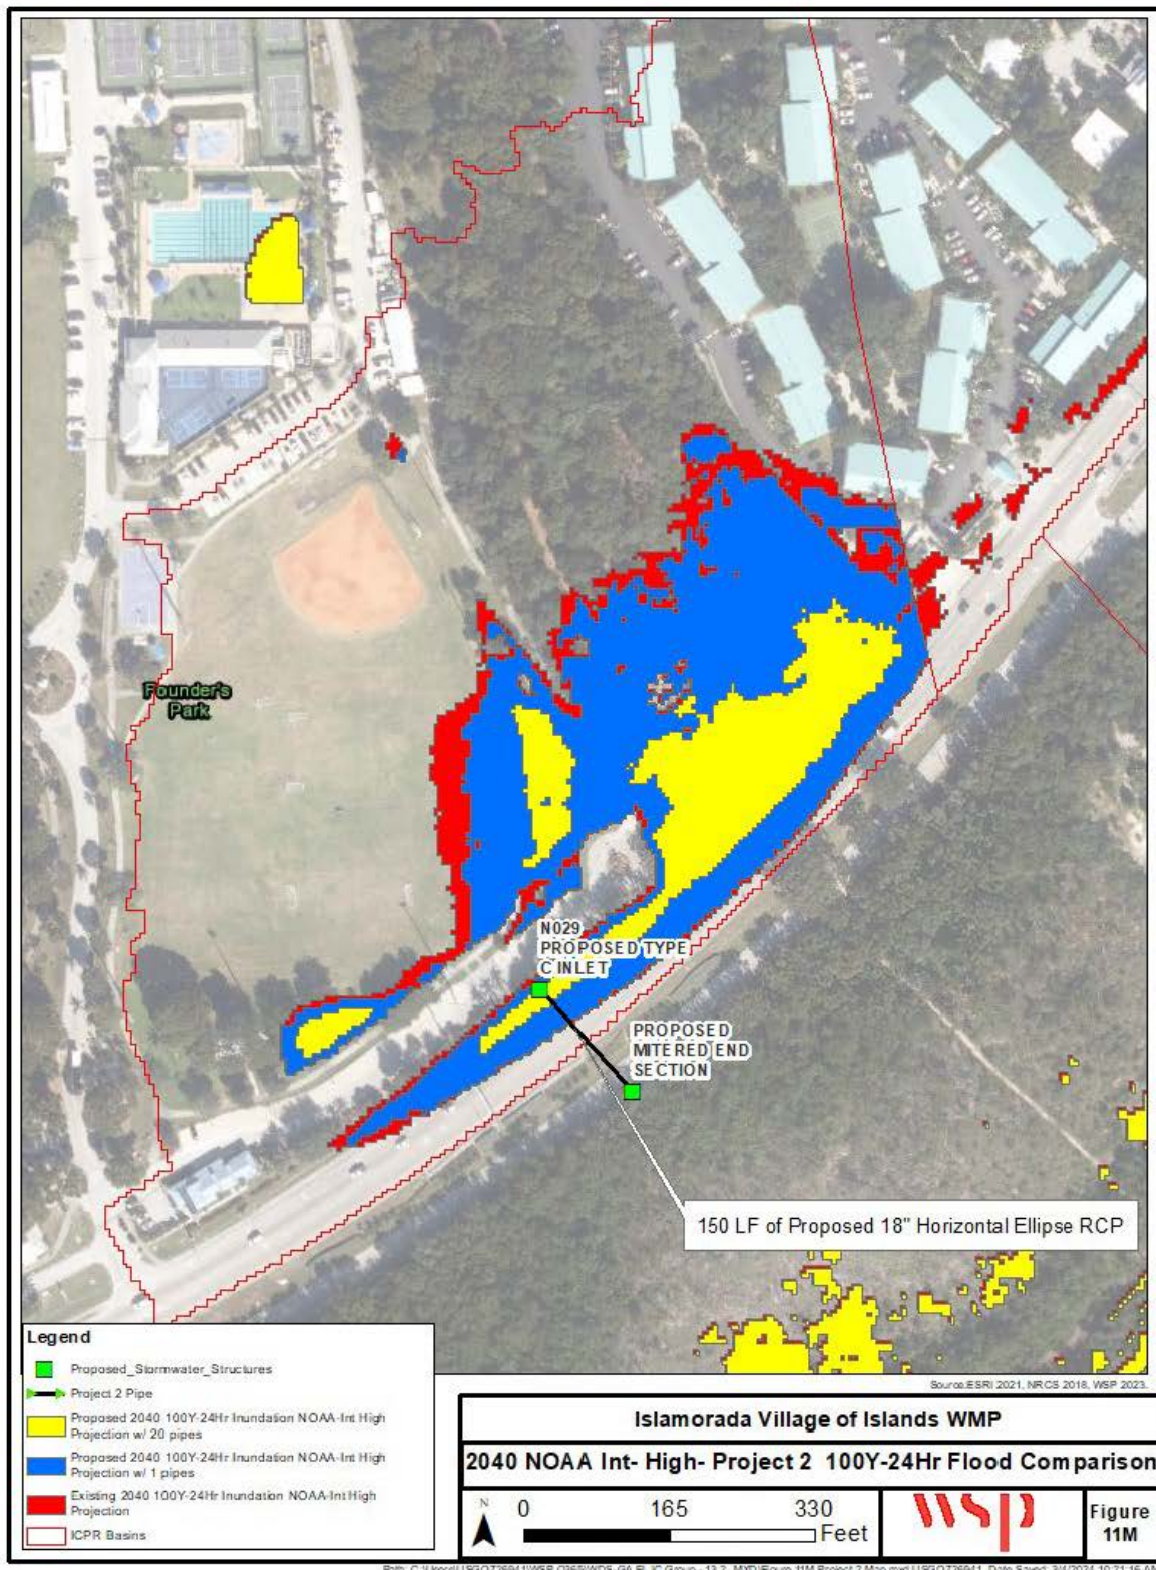 Founder's
Park
N029
PROPOSED TYPE
C INLET
PROPOSED
MITERED END
SECTION
150 LF of Proposed 18" Horizontal Ellipse RCP
Legend
Proposed_Stormwater_Structures
Project 2 Pipe
Proposed 2040 100Y-24Hr Inundation NOAA-Int High
Projection w/ 20 pipes
Proposed 2040 100Y-24Hr Inundation NOAA-Int High
Projection w/ 1 pipes
Existing 2040 100Y-24Hr Inundation NOAA-Int High
Projection
ICPR Basins
Source:ESRI 2021, NRCS 2018, WSP 2023.
Islamorada Village of Islands WMP
2040 NOAA Int- High- Project 2 100Y-24Hr Flood Comparison
N
0 165 330
Feet
wsp
Figure
11M